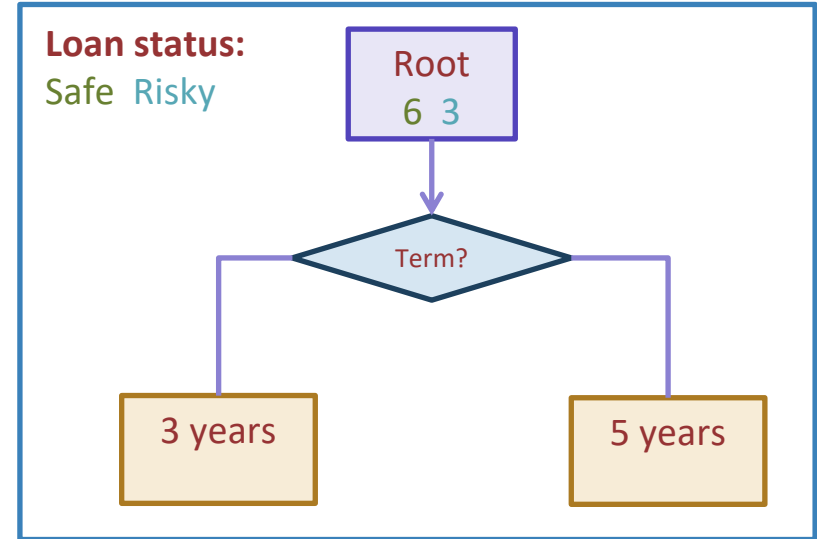 Loan status:
Safe Risky
Root
6 3
Term?
3 years
5 years